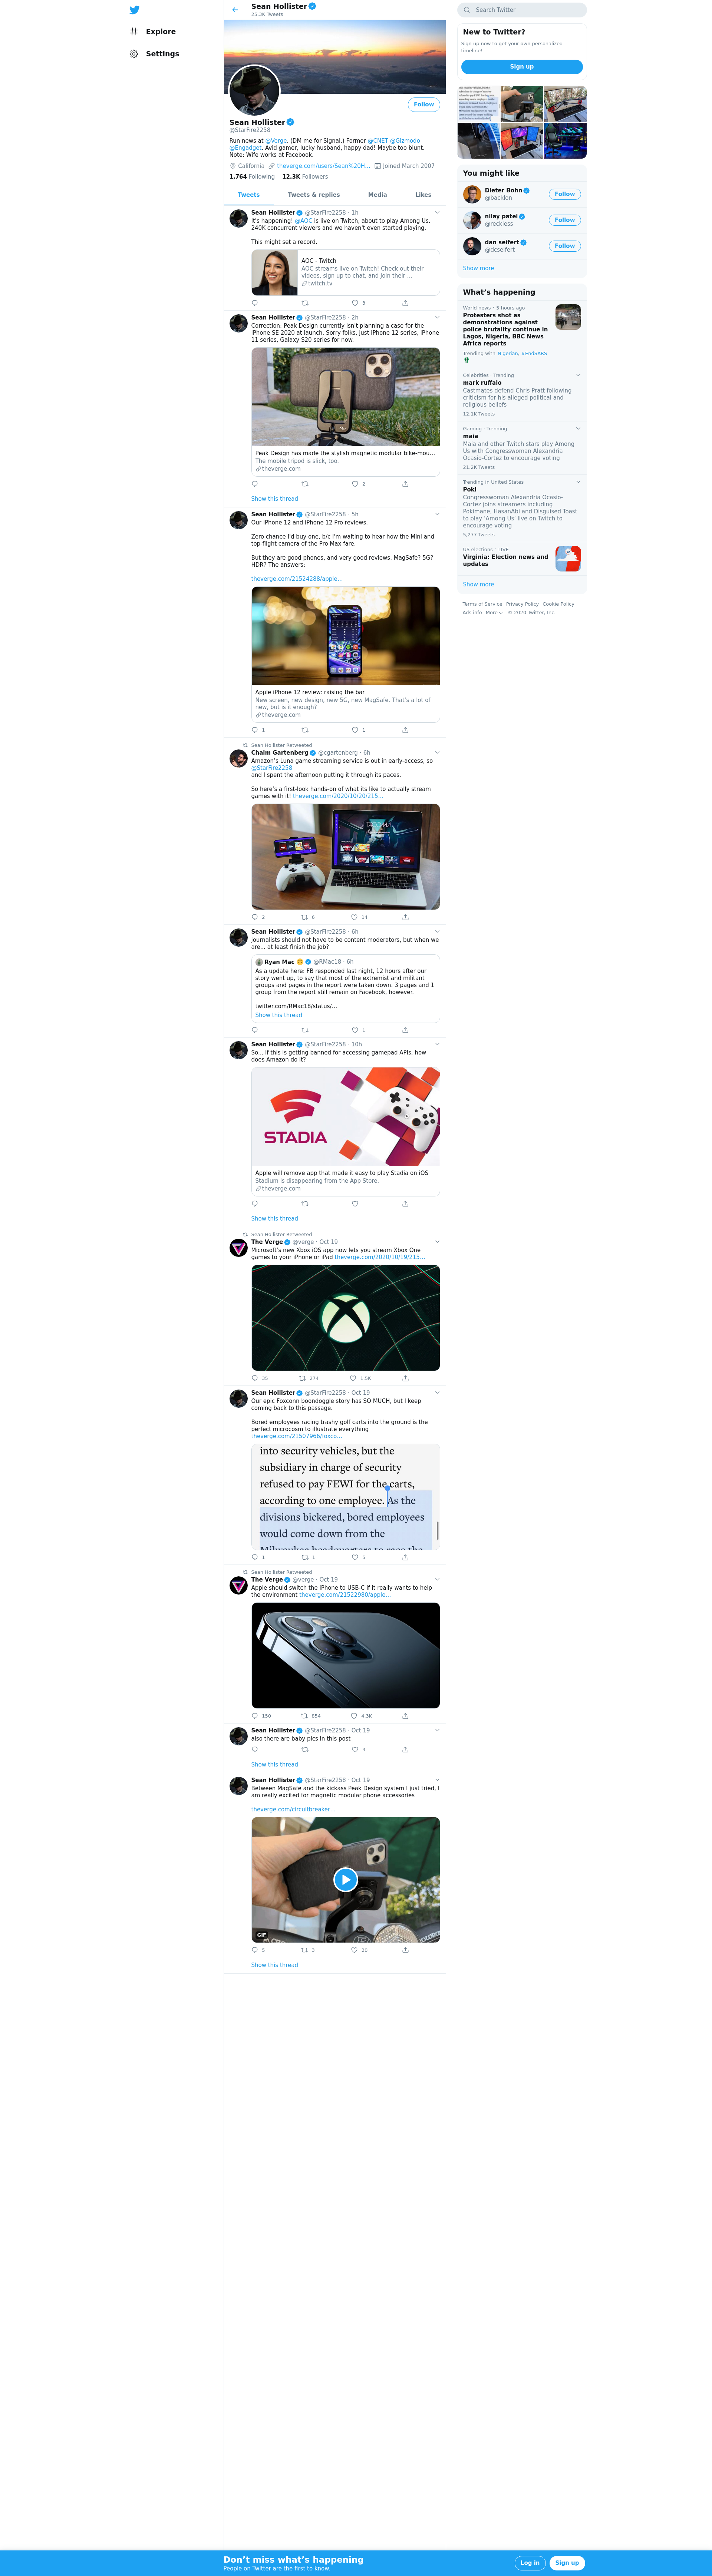 Explore
Settings
Sean Hollister
25.3K Tweets
Follow
Sean Hollister
@StarFire2258
Run news at @Verge. (DM me for Signal.) Former @CNET @Gizmodo
@Engadget. Avid gamer, lucky husband, happy dad! Maybe too blunt.
Note: Wife works at Facebook.
California theverge.com/users/Sean%20H… Joined March 2007
1,764 Following 12.3K Followers
Tweets Tweets & replies Media Likes
Sean Hollister @StarFire2258 · 1h
It's happening! @AOC is live on Twitch, about to play Among Us.
240K concurrent viewers and we haven't even started playing.
This might set a record.
AOC - Twitch
AOC streams live on Twitch! Check out their
videos, sign up to chat, and join their ...
twitch.tv
3
Sean Hollister @StarFire2258 · 2h
Correction: Peak Design currently isn't planning a case for the
iPhone SE 2020 at launch. Sorry folks, just iPhone 12 series, iPhone
11 series, Galaxy S20 series for now.
Peak Design has made the stylish magnetic modular bike-mou…
The mobile tripod is slick, too.
theverge.com
2
Show this thread
Sean Hollister @StarFire2258 · 5h
Our iPhone 12 and iPhone 12 Pro reviews.
Zero chance I'd buy one, b/c I'm waiting to hear how the Mini and
top-flight camera of the Pro Max fare.
But they are good phones, and very good reviews. MagSafe? 5G?
HDR? The answers:
theverge.com/21524288/apple…
Apple iPhone 12 review: raising the bar
New screen, new design, new 5G, new MagSafe. That's a lot of
new, but is it enough?
theverge.com
1 1
Sean Hollister Retweeted
Chaim Gartenberg @cgartenberg · 6h
Amazon's Luna game streaming service is out in early-access, so
@StarFire2258
and I spent the afternoon putting it through its paces.
So here's a first-look hands-on of what its like to actually stream
games with it! theverge.com/2020/10/20/215…
2 6 14
Sean Hollister @StarFire2258 · 6h
journalists should not have to be content moderators, but when we
are... at least finish the job?
Ryan Mac @RMac18 · 6h
As a update here: FB responded last night, 12 hours after our
story went up, to say that most of the extremist and militant
groups and pages in the report were taken down. 3 pages and 1
group from the report still remain on Facebook, however.
twitter.com/RMac18/status/…
Show this thread
1
Sean Hollister @StarFire2258 · 10h
So... if this is getting banned for accessing gamepad APIs, how
does Amazon do it?
STADIA
Apple will remove app that made it easy to play Stadia on iOS
Stadium is disappearing from the App Store.
theverge.com
Show this thread
Sean Hollister Retweeted
The Verge @verge · Oct 19
Microsoft's new Xbox iOS app now lets you stream Xbox One
games to your iPhone or iPad theverge.com/2020/10/19/215…
35 274 1.5K
Sean Hollister @StarFire2258 · Oct 19
Our epic Foxconn boondoggle story has SO MUCH, but I keep
coming back to this passage.
Bored employees racing trashy golf carts into the ground is the
perfect microcosm to illustrate everything
theverge.com/21507966/foxco…
into security vehicles, but the
subsidiary in charge of security
refused to pay FEWI for the carts,
according to one employee. As the
divisions bickered, bored employees
would come down from the
Milwaukee headquarters to race the
1 1 5
Sean Hollister Retweeted
The Verge @verge · Oct 19
Apple should switch the iPhone to USB-C if it really wants to help
the environment theverge.com/21522980/apple…
150 854 4.3K
Sean Hollister @StarFire2258 · Oct 19
also there are baby pics in this post
3
Show this thread
Sean Hollister @StarFire2258 · Oct 19
Between MagSafe and the kickass Peak Design system I just tried, I
am really excited for magnetic modular phone accessories
theverge.com/circuitbreaker…
GIF
5 3 20
Show this thread
Search Twitter
New to Twitter?
Sign up now to get your own personalized
timeline!
Sign up
You might like
Dieter Bohn
@backlon
Follow
nilay patel
@reckless
Follow
dan seifert
@dcseifert
Follow
Show more
What's happening
World news · 5 hours ago
Protesters shot as
demonstrations against
police brutality continue in
Lagos, Nigeria, BBC News
Africa reports
Trending with Nigerian, #EndSARS
Celebrities · Trending
mark ruffalo
Castmates defend Chris Pratt following
criticism for his alleged political and
religious beliefs
12.1K Tweets
Gaming · Trending
maia
Maia and other Twitch stars play Among
Us with Congresswoman Alexandria
Ocasio-Cortez to encourage voting
21.2K Tweets
Trending in United States
Poki
Congresswoman Alexandria Ocasio-
Cortez joins streamers including
Pokimane, HasanAbi and Disguised Toast
to play 'Among Us' live on Twitch to
encourage voting
5,277 Tweets
US elections · LIVE
Virginia: Election news and
updates
Show more
Terms of Service Privacy Policy Cookie Policy
Ads info More © 2020 Twitter, Inc.
Don't miss what's happening
People on Twitter are the first to know.
Log in Sign up